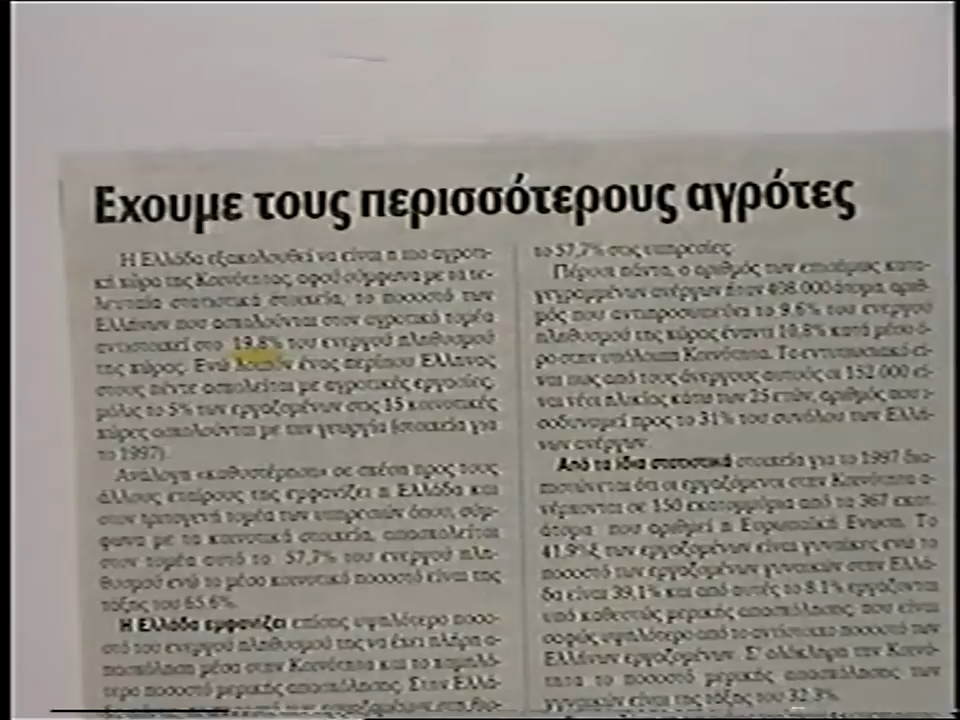 Εχουμε τους περισσότερους αγρότες
Η Ελλάδα εξακολουθεί να είναι η πιο αγροτι-
κή χώρα της Κοινότητας, αφού σύμφωνα με τα τε-
λευταία στατιστικά στοιχεία, το ποσοστό των
Ελλήνων που ασχολούνται στον αγροτικό τομέα
αντιστοιχεί στο 19,8% του ενεργού πληθυσμού
της χώρας. Ενώ λοιπόν ένας περίπου Ελληνας
στους πέντε ασχολείται με αγροτικές εργασίες,
μόλις το 5% των εργαζομένων στις 15 κοινοτικές
χώρες ασχολούνται με την γεωργία (στοιχεία για
το 1997).
Ανάλογη «καθυστέρηση» σε σχέση προς τους
άλλους εταίρους της εμφανίζει η Ελλάδα και
στον τριτογενή τομέα των υπηρεσιών όπου, σύμ-
φωνα με τα κοινοτικά στοιχεία, απασχολείται
στον τομέα αυτό το 57,7% του ενεργού πλη-
θυσμού ενώ το μέσο κοινοτικό ποσοστό είναι της
τάξης του 65.6%.
Η Ελλάδα εμφανίζει επίσης υψηλότερο ποσο-
στό του ενεργού πληθυσμού της να έχει πλήρη α-
πασχόληση μέσα στην Κοινότητα και το χαμηλό-
τερο ποσοστό μερικής απασχόλησης. Στην Ελλά-
των εργαζομένων
το 57,7% στις υπηρεσίες.
Πέρυσι πάντα, ο αριθμός των επισήμως κατα-
γεγραμμένων ανέργων ήταν 408.000 άτομα, αριθ-
μός που αντιπροσωπεύει το 9.6% του ενεργού
πληθυσμού της χώρας έναντι 10,8% κατά μέσο ό-
ρο στην υπόλοιπη Κοινότητα. Το εντυπωσιακό εί-
ναι πως από τους άνεργους αυτούς οι 152.000 εί-
ναι νέοι ηλικίας κάτω των 25 ετών, αριθμός που ι-
σοδυναμεί προς το 31% του συνόλου των Ελλή-
νων ανέργων.
Από τα ίδια στατιστικά στοιχεία για το 1997 δια-
πιστώνεται ότι οι εργαζόμενοι στην Κοινότητα α-
νέρχονται σε 150 εκατομμύρια από τα 367 εκατ.
άτομα που αριθμεί η Ευρωπαϊκή Ενωση. Το
41.9% των εργαζομένων είναι γυναίκες ενώ το
ποσοστό των εργαζομένων γυναικών στην Ελλά-
δα είναι 39,1% και από αυτές το 8.1% εργάζονται
υπό καθεστώς μερικής απασχόλησης, που είναι
σαφώς υψηλότερο από το αντίστοιχο ποσοστό των
Ελλήνων εργαζομένων. Σ' ολόκληρη την Κοινό-
τητα το ποσοστό μερικής απασχόλησης των
γυναικών είναι της τάξης του 32.3%.